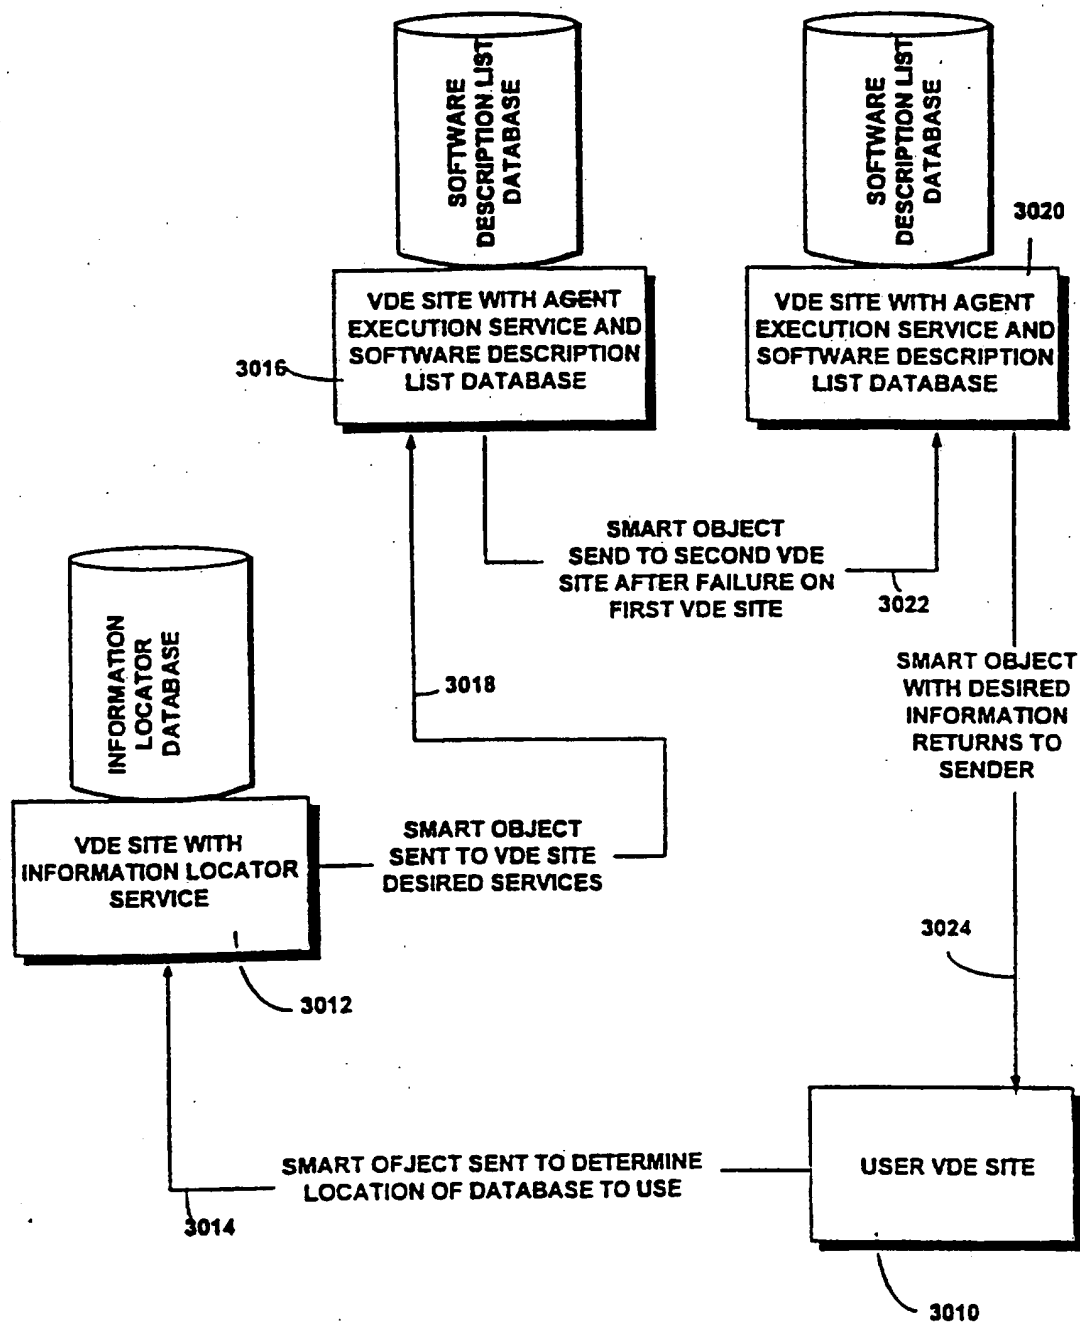 SOFTWARE
DESCRIPTION LIST
DATABASE
SOFTWARE
DESCRIPTION LIST
DATABASE
3020
VDE SITE WITH AGENT
EXECUTION SERVICE AND
SOFTWARE DESCRIPTION
LIST DATABASE
3016
VDE SITE WITH AGENT
EXECUTION SERVICE AND
SOFTWARE DESCRIPTION
LIST DATABASE
SMART OBJECT
SEND TO SECOND VDE
SITE AFTER FAILURE ON
FIRST VDE SITE
3022
INFORMATION
LOCATOR
DATABASE
3018
SMART OBJECT
WITH DESIRED
INFORMATION
RETURNS TO
SENDER
VDE SITE WITH
INFORMATION LOCATOR
SERVICE
SMART OBJECT
SENT TO VDE SITE
DESIRED SERVICES
3024
3012
SMART OFJECT SENT TO DETERMINE
LOCATION OF DATABASE TO USE
3014
USER VDE SITE
3010